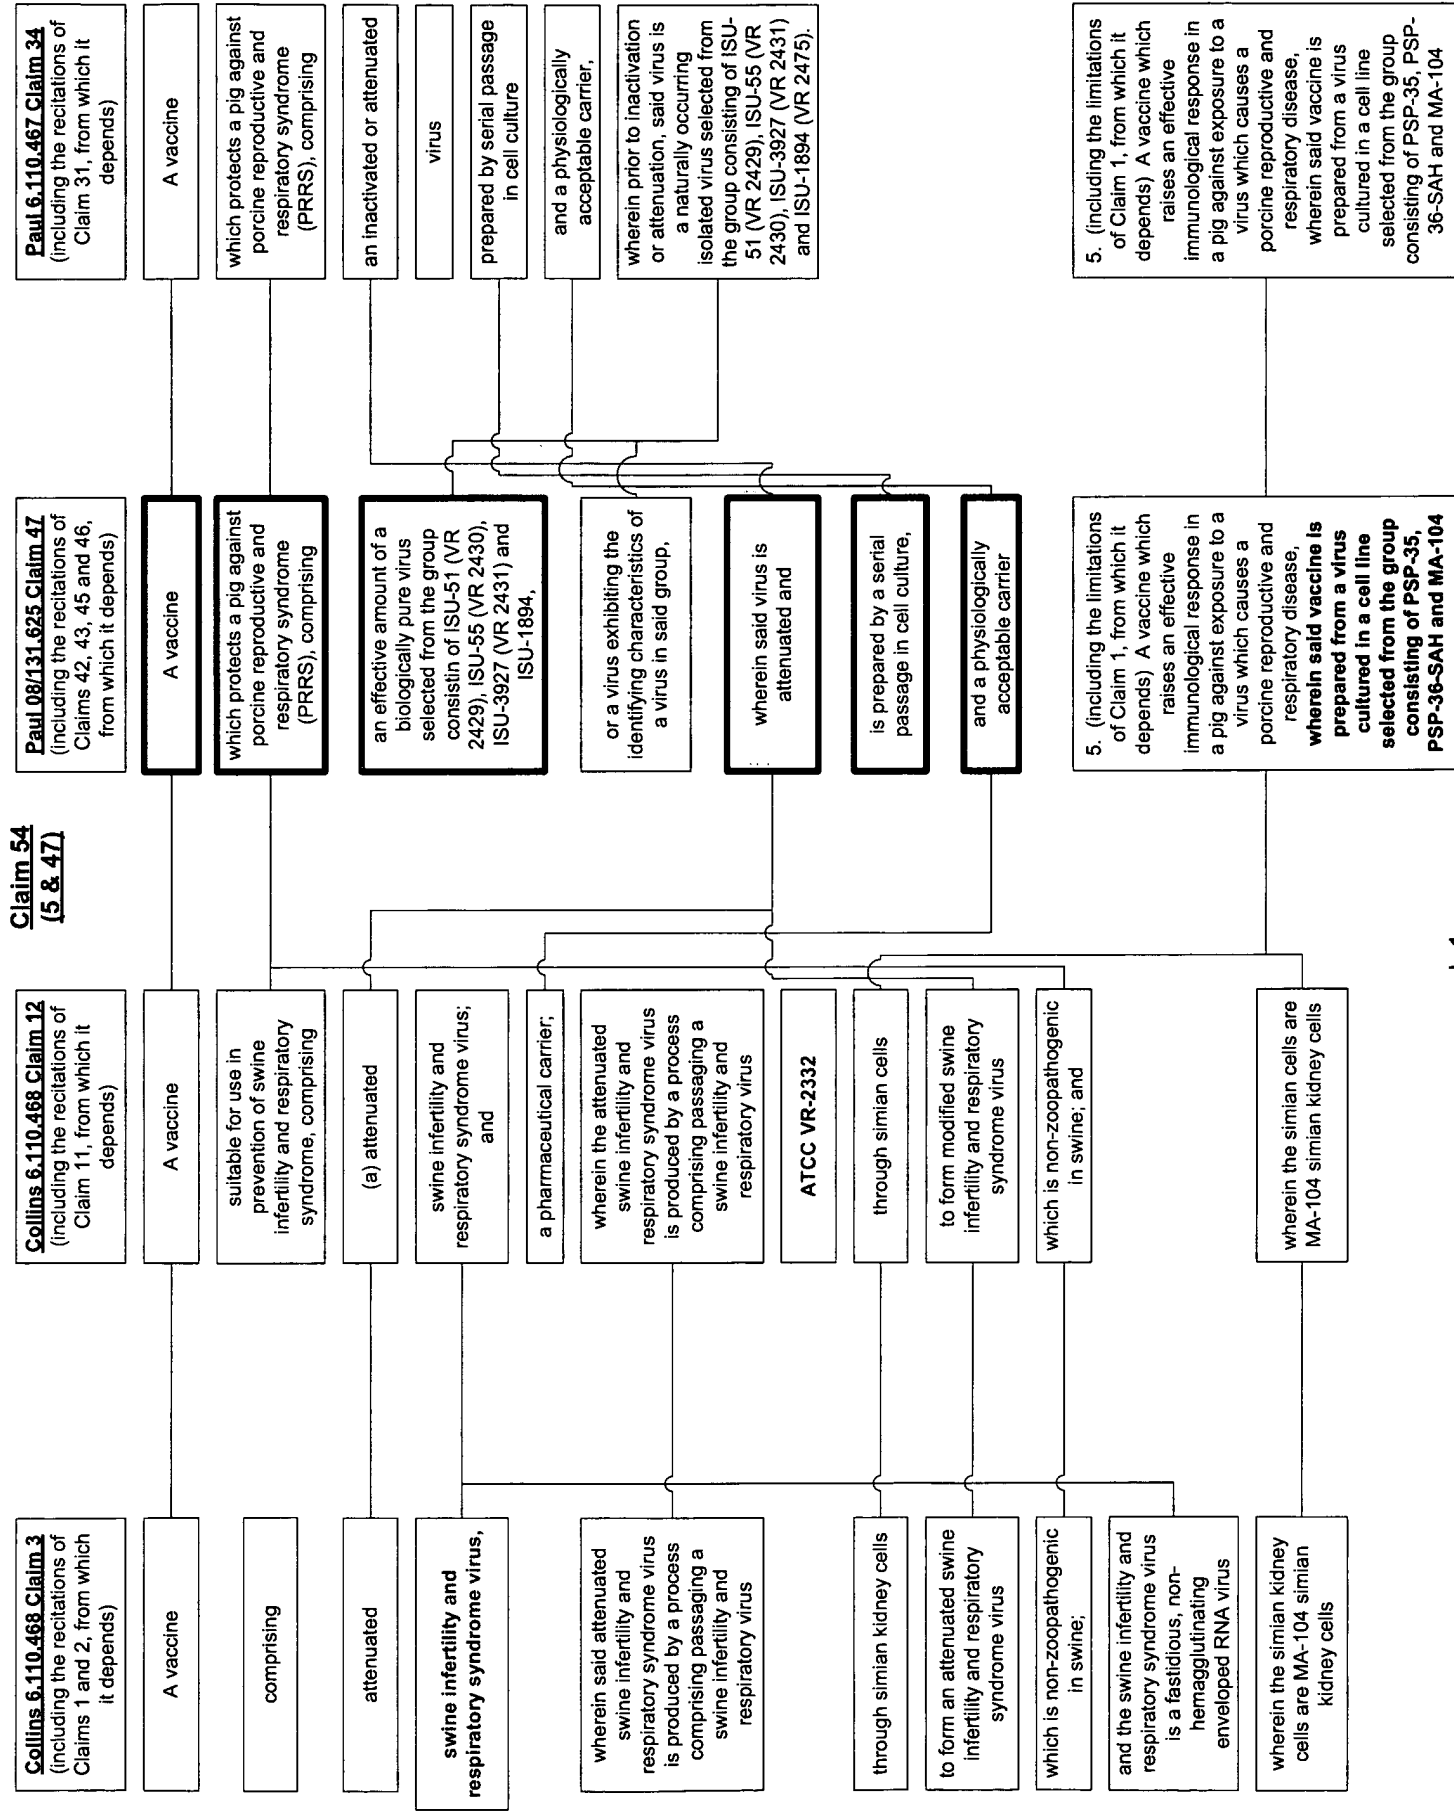 Claim 54
(5 & 47)
Collins 6.110.468 Claim 3
(including the recitations of
Claims 1 and 2, from which
it depends)
A vaccine
comprising
attenuated
swine infertility and
respiratory syndrome virus,
wherein said attenuated
swine infertility and
respiratory syndrome virus
is produced by a process
comprising passaging a
swine infertility and
respiratory virus
through simian kidney cells
to form an attenuated swine
infertility and respiratory
syndrome virus
which is non-zoopathogenic
in swine;
and the swine infertility and
respiratory syndrome virus
is a fastidious, non-
hemagglutinating
enveloped RNA virus
wherein the simian kidney
cells are MA-104 simian
kidney cells
Collins 6.110.468 Claim 12
(including the recitations of
Claim 11, from which it
depends)
A vaccine
suitable for use in
prevention of swine
infertility and respiratory
syndrome, comprising
(a) attenuated
swine infertility and
respiratory syndrome virus;
and
a pharmaceutical carrier;
wherein the attenuated
swine infertility and
respiratory syndrome virus
is produced by a process
comprising passaging a
swine infertility and
respiratory virus
ATCC VR-2332
through simian cells
to form modified swine
infertility and respiratory
syndrome virus
which is non-zoopathogenic
in swine; and
wherein the simian cells are
MA-104 simian kidney cells
Paul 08/131.625 Claim 47
(including the recitations of
Claims 42, 43, 45 and 46,
from which it depends)
A vaccine
which protects a pig against
porcine reproductive and
respiratory syndrome
(PRRS), comprising
an effective amount of a
biologically pure virus
selected from the group
consistin of ISU-51 (VR
2429), ISU-55 (VR 2430),
ISU-3927 (VR 2431) and
ISU-1894,
or a virus exhibiting the
identifying characteristics of
a virus in said group,
wherein said virus is
attenuated and
is prepared by a serial
passage in cell culture,
and a physiologically
acceptable carrier
5. (including the limitations
of Claim 1, from which it
depends) A vaccine which
raises an effective
immunological response in
a pig against exposure to a
virus which causes a
porcine reproductive and
respiratory disease,
wherein said vaccine is
prepared from a virus
cultured in a cell line
selected from the group
consisting of PSP-35,
PSP-36-SAH and MA-104
Paul 6.110.467 Claim 34
(including the recitations of
Claim 31, from which it
depends)
A vaccine
which protects a pig against
porcine reproductive and
respiratory syndrome
(PRRS), comprising
an inactivated or attenuated
virus
prepared by serial passage
in cell culture
and a physiologically
acceptable carrier,
wherein prior to inactivation
or attenuation, said virus is
a naturally occurring
isolated virus selected from
the group consisting of ISU-
51 (VR 2429), ISU-55 (VR
2430), ISU-3927 (VR 2431)
and ISU-1894 (VR 2475).
5. (including the limitations
of Claim 1, from which it
depends) A vaccine which
raises an effective
immunological response in
a pig against exposure to a
virus which causes a
porcine reproductive and
respiratory disease,
wherein said vaccine is
prepared from a virus
cultured in a cell line
selected from the group
consisting of PSP-35, PSP-
36-SAH and MA-104